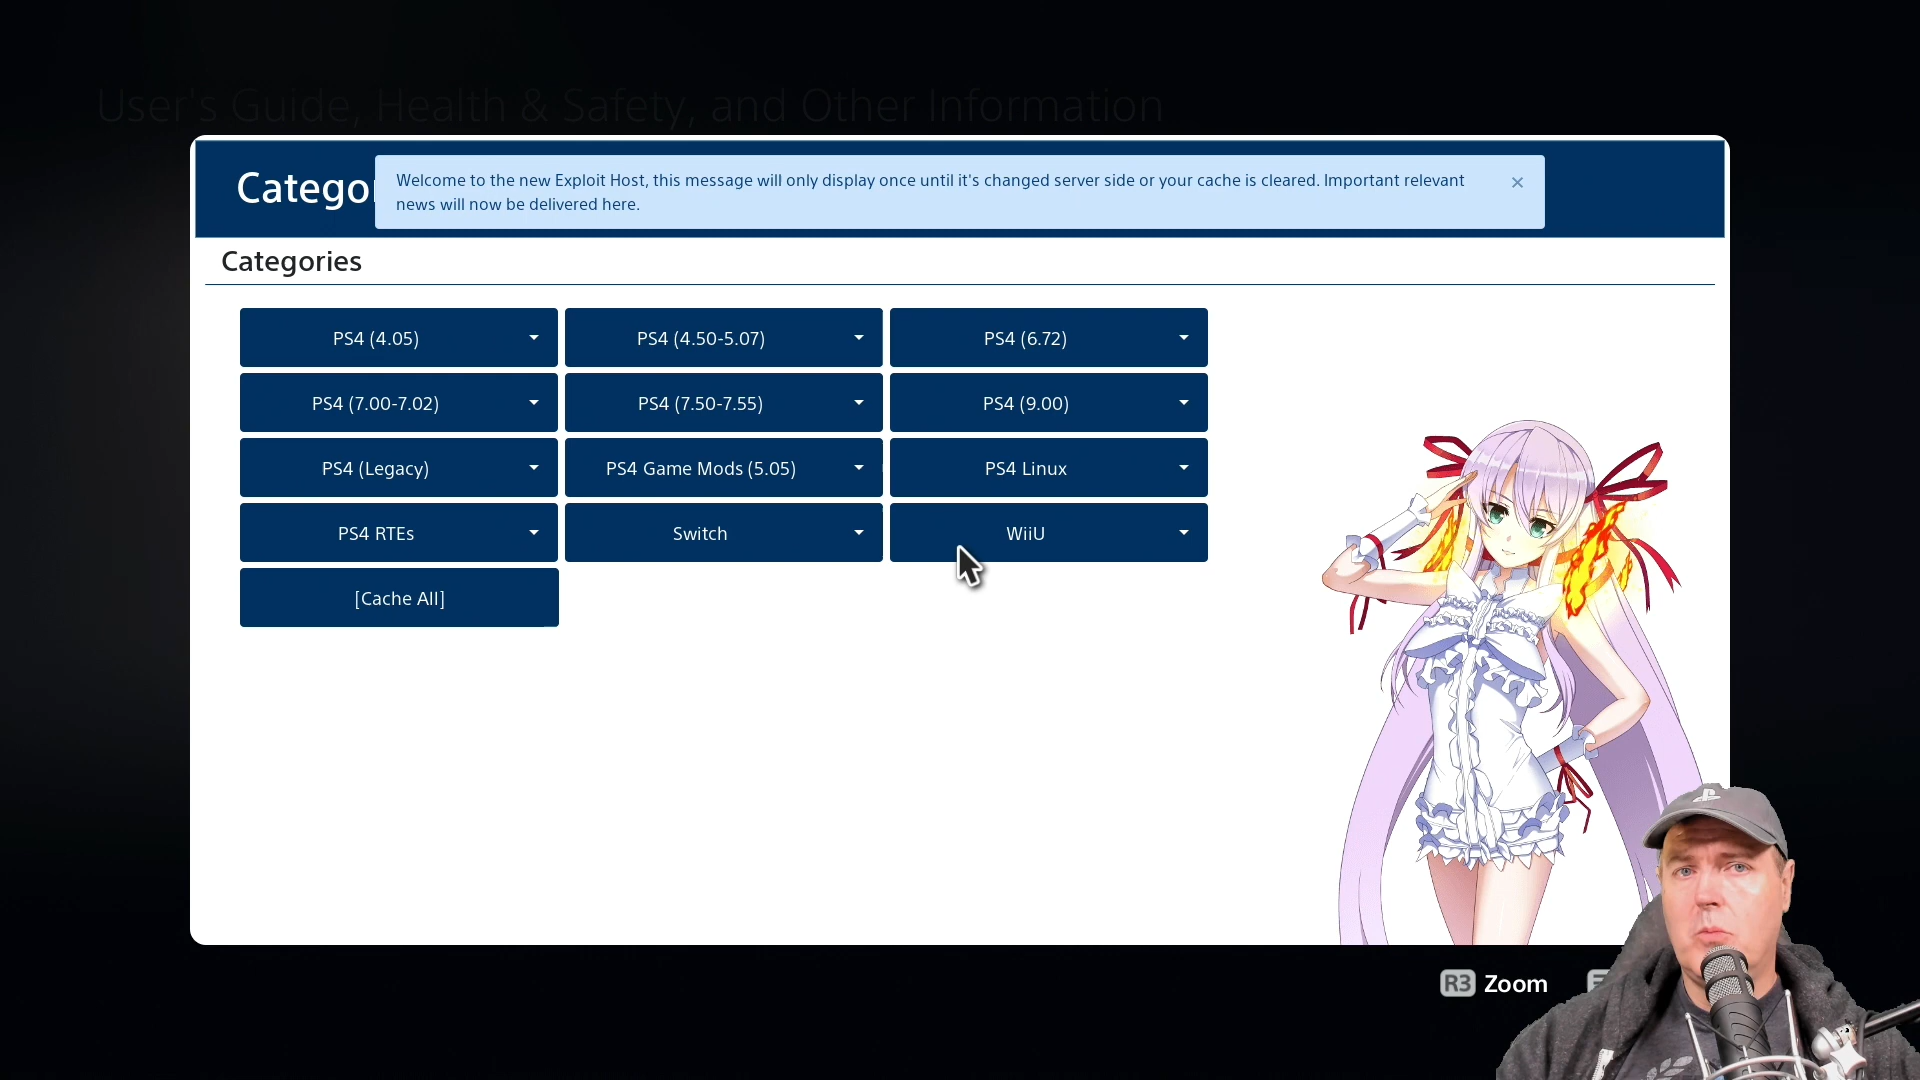 User's Guide, Health & Safety, and Other Information
Catego
Welcome to the new Exploit Host, this message will only display once until it's changed server side or your cache is cleared. Important relevant
news will now be delivered here.
×
Categories
PS4 (4.05)
PS4 (4.50-5.07)
PS4 (6.72)
PS4 (7.00-7.02)
PS4 (7.50-7.55)
PS4 (9.00)
PS4 (Legacy)
PS4 Game Mods (5.05)
PS4 Linux
PS4 RTEs
Switch
WiiU
[Cache All]
R3 Zoom